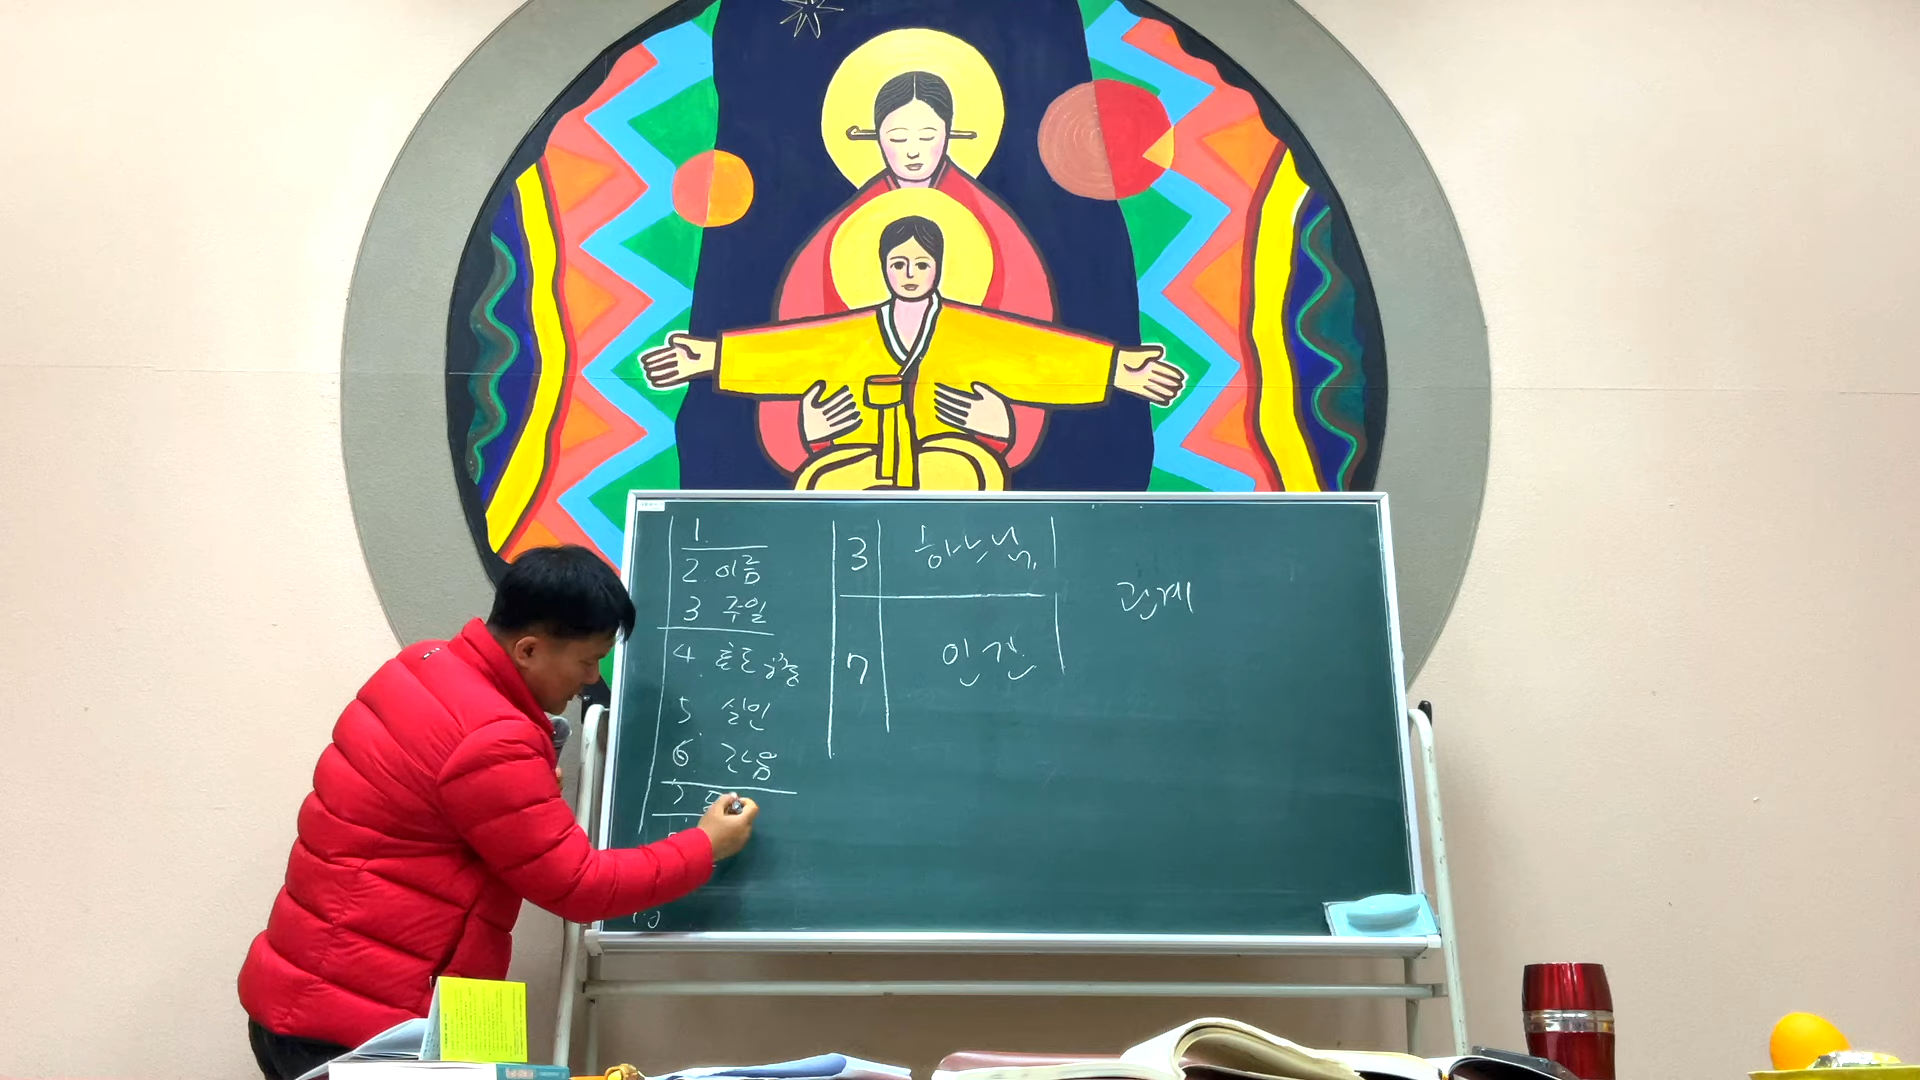 1.
2. 이름
3 주일
4. 효도
5. 살인
6. 간음
7
3 하느님
7 인간
관계